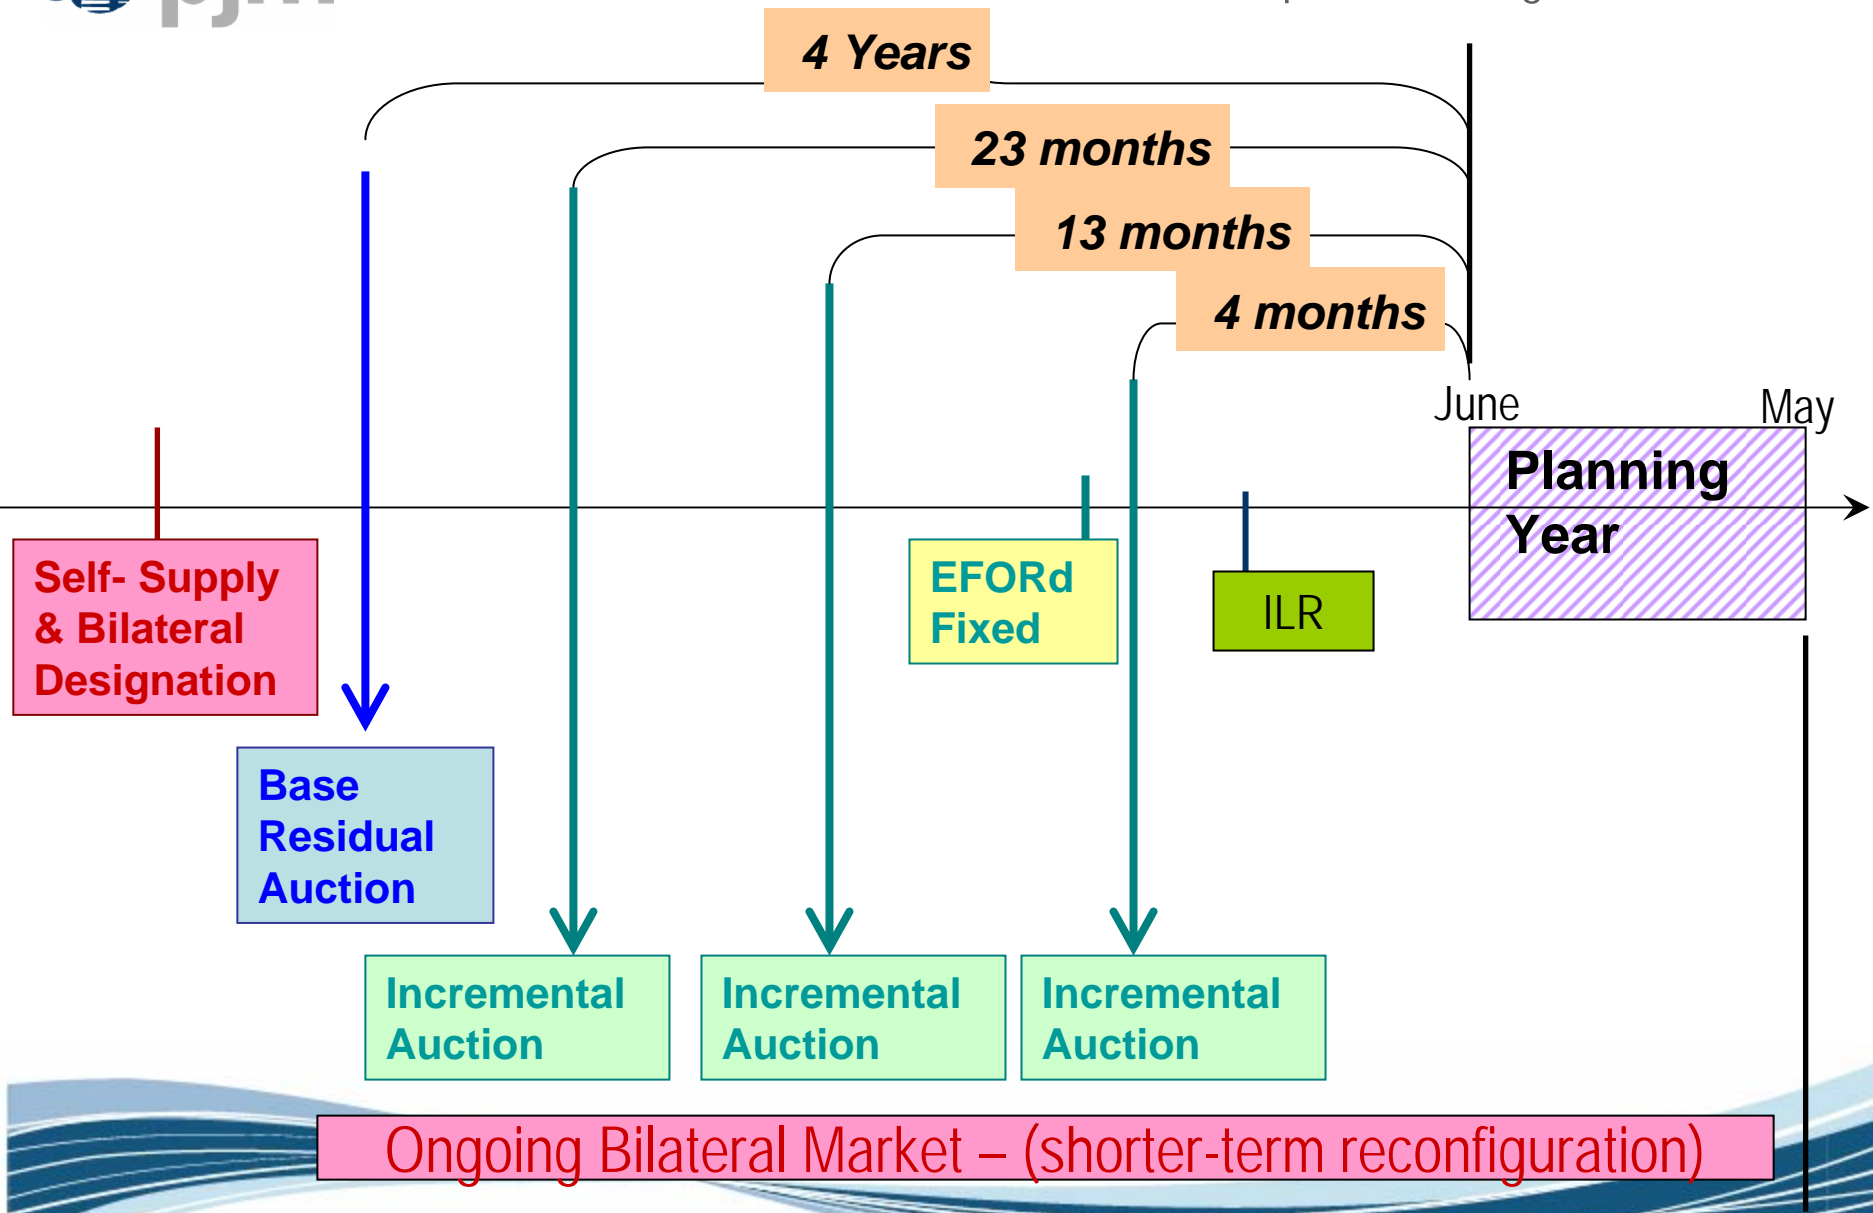 pjm
4 Years
23 months
13 months
4 months
June
May
Planning
Year
Self- Supply
& Bilateral
Designation
EFORd
Fixed
ILR
Base
Residual
Auction
Incremental
Auction
Incremental
Auction
Incremental
Auction
Ongoing Bilateral Market – (shorter-term reconfiguration)